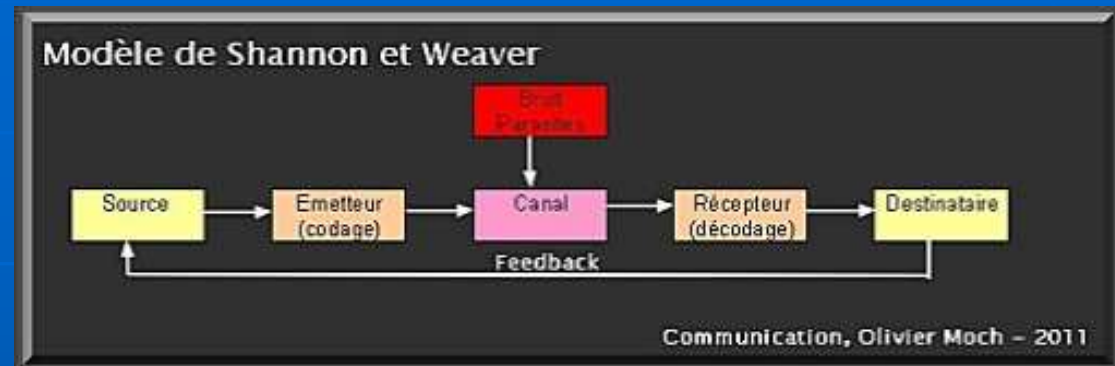 Modèle de Shannon et Weaver
Bruit
Parasites
Source
Emetteur
(codage)
Canal
Récepteur
(décodage)
Destinataire
Feedback
Communication, Olivier Moch – 2011